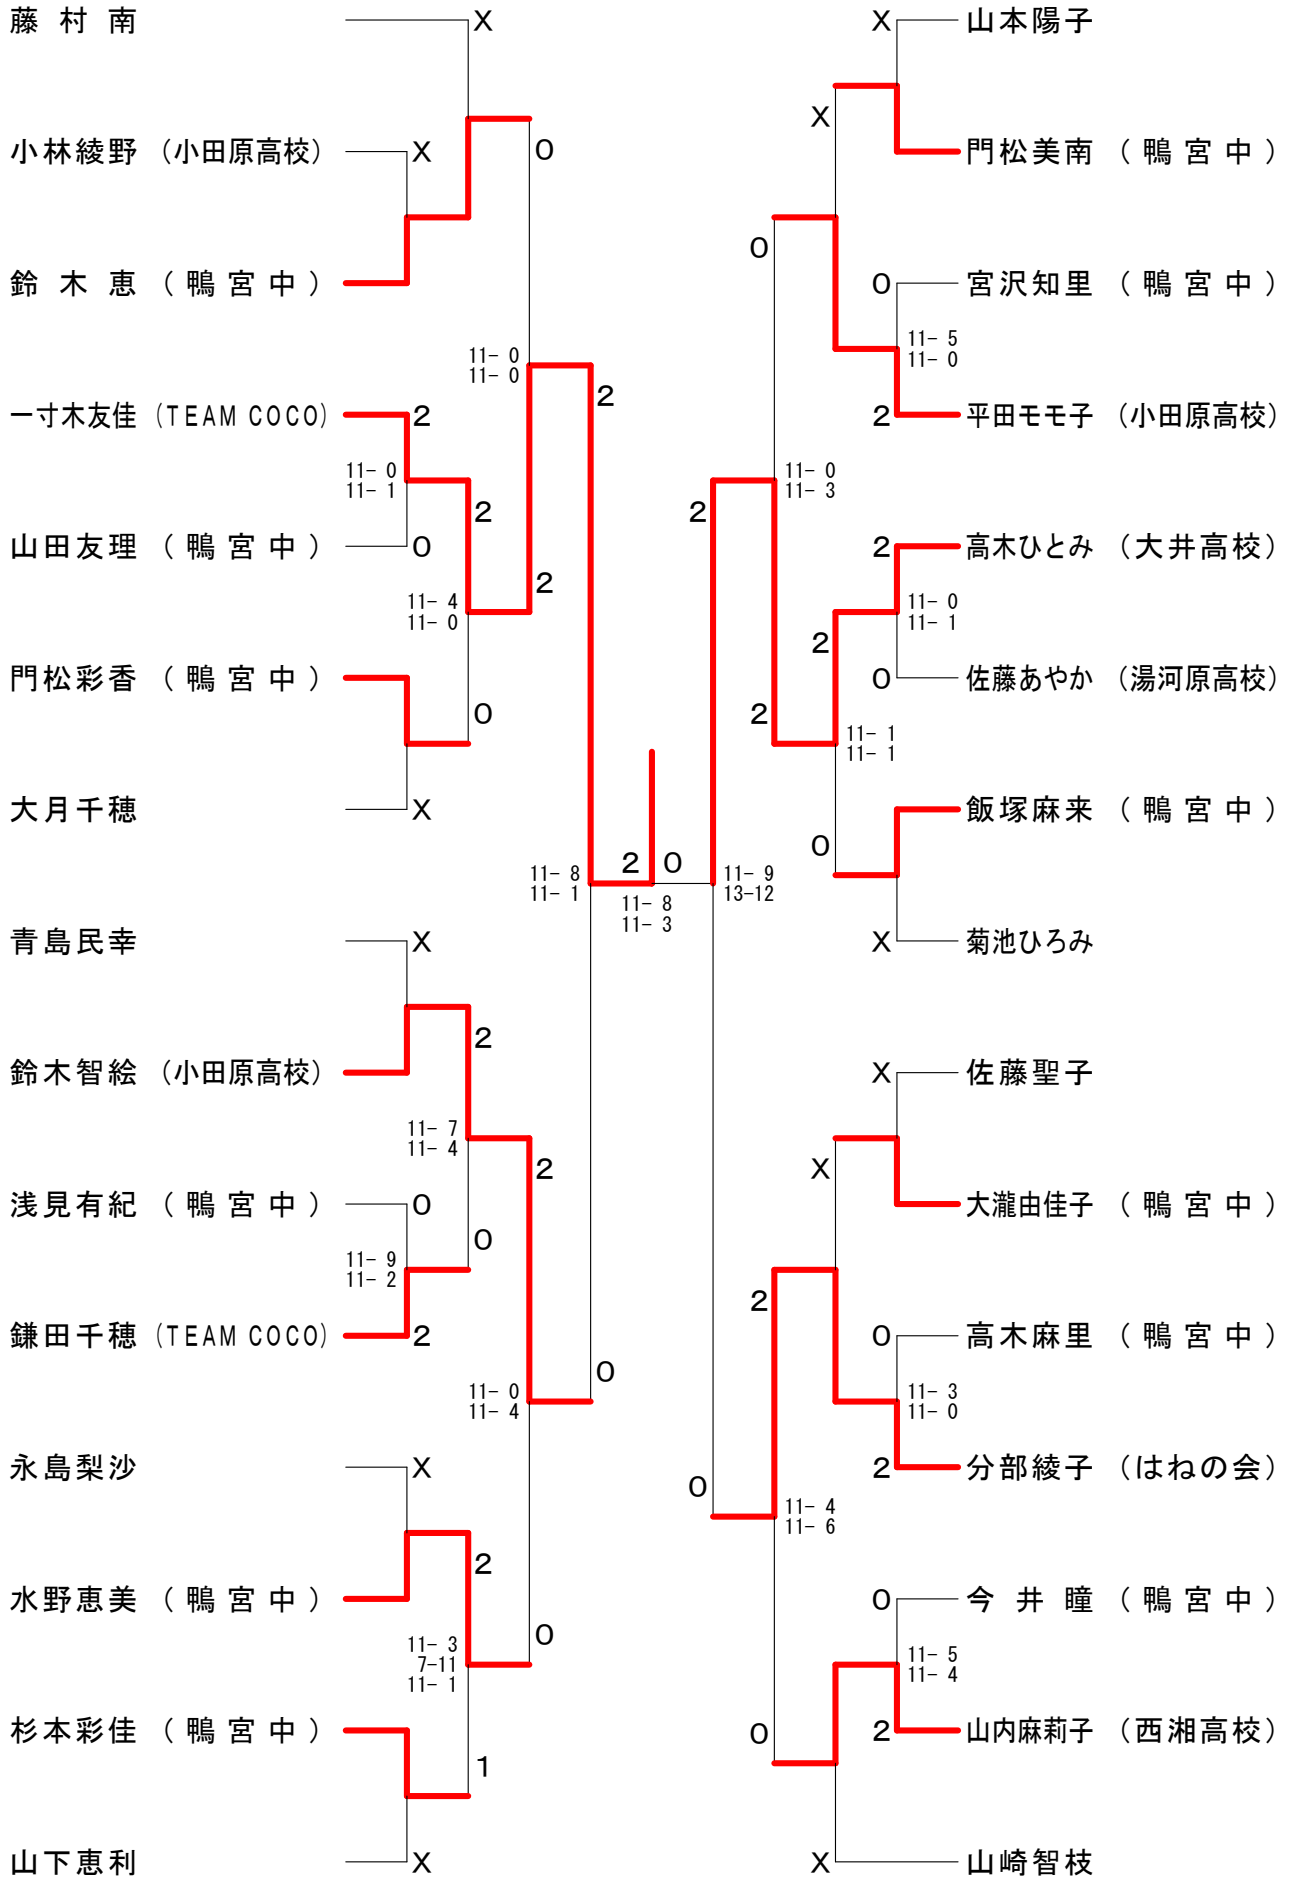 藤村南
X
小林綾野 (小田原高校)
X
0
鈴木恵 (鴨宮中)
11- 0
11- 0
2
一寸木友佳 (TEAM COCO)
2
11- 0
11- 1
2
山田友理 (鴨宮中)
0
2
11- 4
11- 0
門松彩香 (鴨宮中)
0
大月千穂
X
11- 8
11- 1
2
0
11- 8
11- 3
青島民幸
X
2
鈴木智絵 (小田原高校)
11- 7
11- 4
2
浅見有紀 (鴨宮中)
0
0
11- 9
11- 2
鎌田千穂 (TEAM COCO)
2
0
11- 0
11- 4
永島梨沙
X
2
水野恵美 (鴨宮中)
0
11- 3
7-11
11- 1
杉本彩佳 (鴨宮中)
1
山下恵利
X
X
山本陽子
X
門松美南 (鴨宮中)
0
0
宮沢知里 (鴨宮中)
11- 5
11- 0
2
平田モモ子 (小田原高校)
11- 0
11- 3
2
2
高木ひとみ (大井高校)
11- 0
11- 1
2
0
佐藤あやか (湯河原高校)
2
11- 1
11- 1
飯塚麻来 (鴨宮中)
0
11- 9
13-12
X
菊池ひろみ
X
佐藤聖子
X
大瀧由佳子 (鴨宮中)
2
0
高木麻里 (鴨宮中)
11- 3
11- 0
2
分部綾子 (はねの会)
0
11- 4
11- 6
0
今井瞳 (鴨宮中)
11- 5
11- 4
0
2
山内麻莉子 (西湘高校)
X
山崎智枝